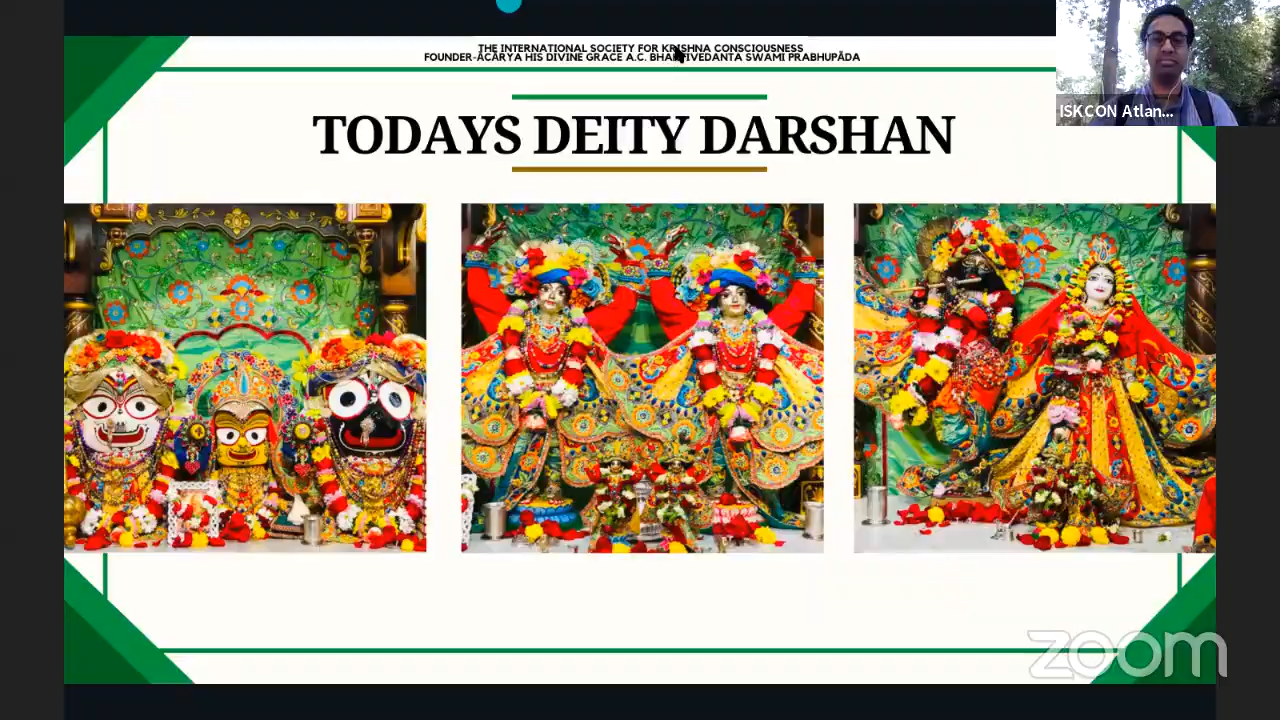 THE INTERNATIONAL SOCIETY FOR KRISHNA CONSCIOUSNESS
FOUNDER-ĀCĀRYA HIS DIVINE GRACE A.C. BHAKTIVEDANTA SWAMI PRABHUPĀDA
TODAYS DEITY DARSHAN
ISKCON Atlan...
zoom